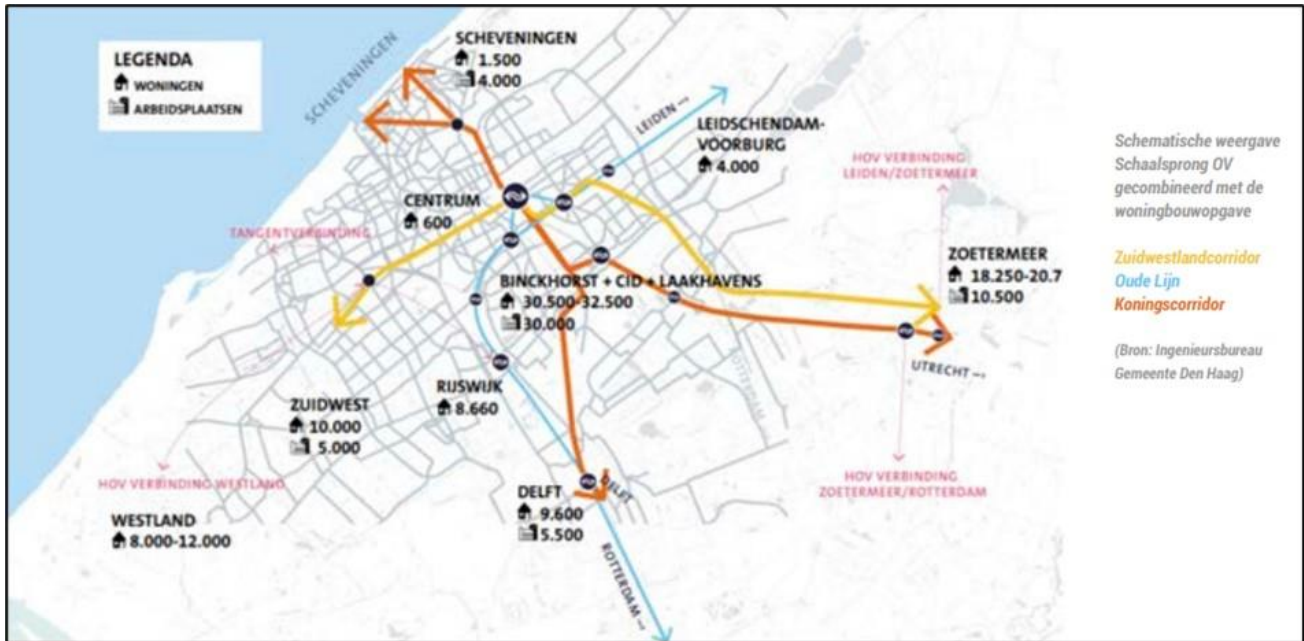 LEGENDA
WONINGEN
ARBEIDSPLAATSEN
SCHEVENINGEN
SCHEVENINGEN
1.500
4.000
LEIDEN
LEIDSCHENDAM-
VOORBURG
4.000
HOV VERBINDING
LEIDEN/ZOETERMEER
CENTRUM
600
TANGENTVERBINDING
ZOETERMEER
18.250-20.7
10.500
BINCKHORST + CID + LAAKHAVENS
30.500-32.500
30.000
ROTTERDAM
UTRECHT
RIJSWIJK
8.660
ZUIDWEST
10.000
5.000
HOV VERBINDING WESTLAND
WESTLAND
8.000-12.000
DELFT
DELFT
9.600
5.500
HOV VERBINDING
ZOETERMEER/ROTTERDAM
ROTTERDAM
Schematische weergave
Schaalsprong OV
gecombineerd met de
woningbouwopgave
Zuidwestlandcorridor
Oude Lijn
Koningscorridor
(Bron: Ingenieursbureau
Gemeente Den Haag)